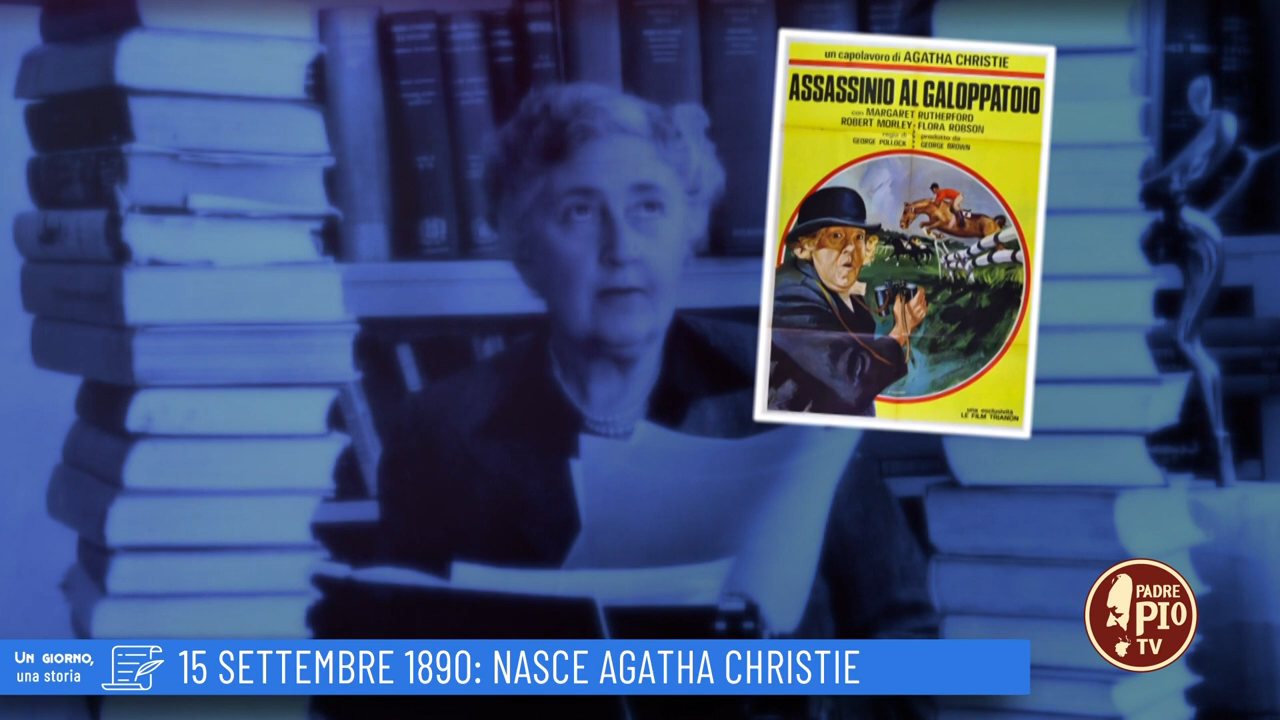 un capolavoro di AGATHA CHRISTIE
ASSASSINIO AL GALOPPATOIO
con MARGARET RUTHERFORD
ROBERT MORLEY · FLORA ROBSON
regia di
GEORGE POLLOCK
prodotto da
GEORGE BROWN
una esclusività
LE FILM TRIANON
PADRE
PIO
TV
UN GIORNO,
una storia
15 SETTEMBRE 1890: NASCE AGATHA CHRISTIE